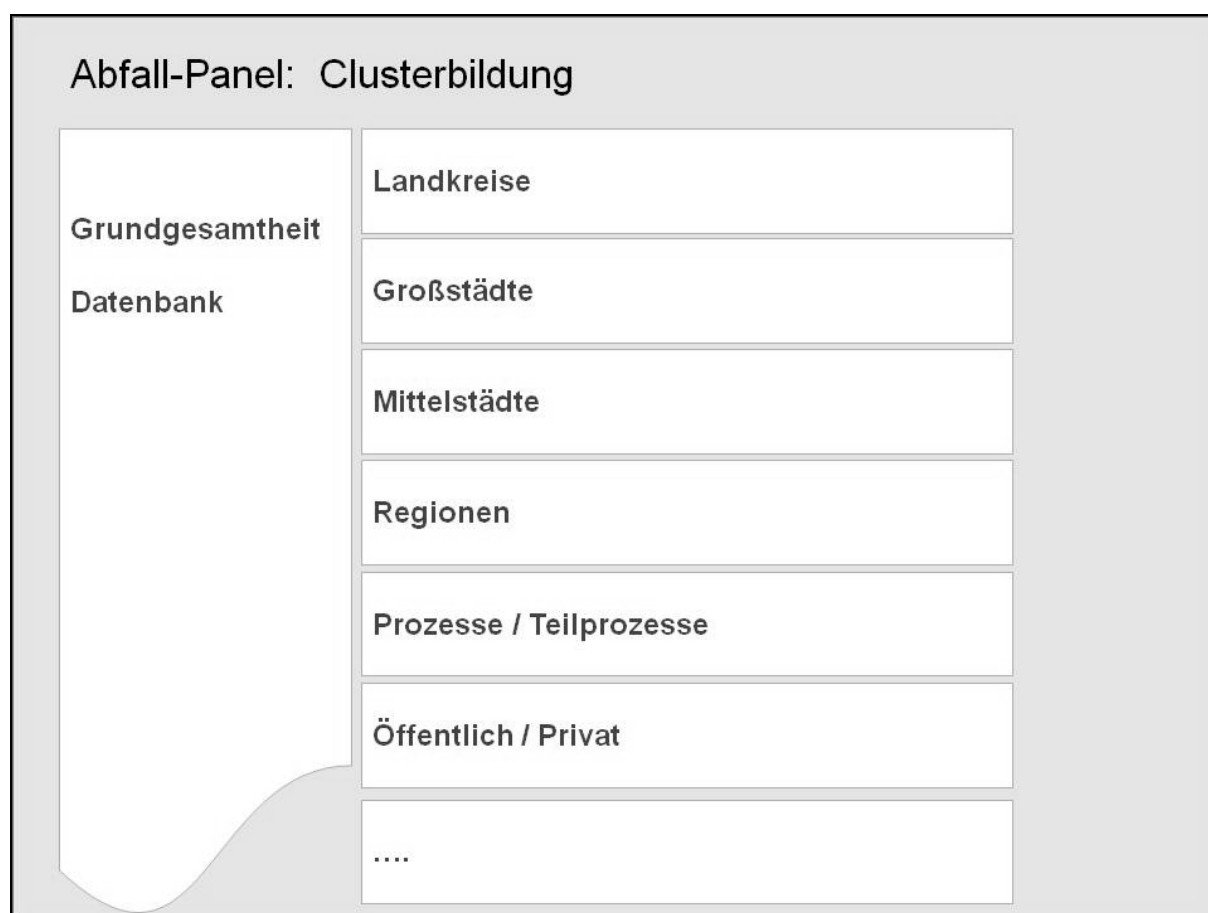 Abfall-Panel: Clusterbildung
Grundgesamtheit
Datenbank
Landkreise
Großstädte
Mittelstädte
Regionen
Prozesse / Teilprozesse
Öffentlich / Privat
....